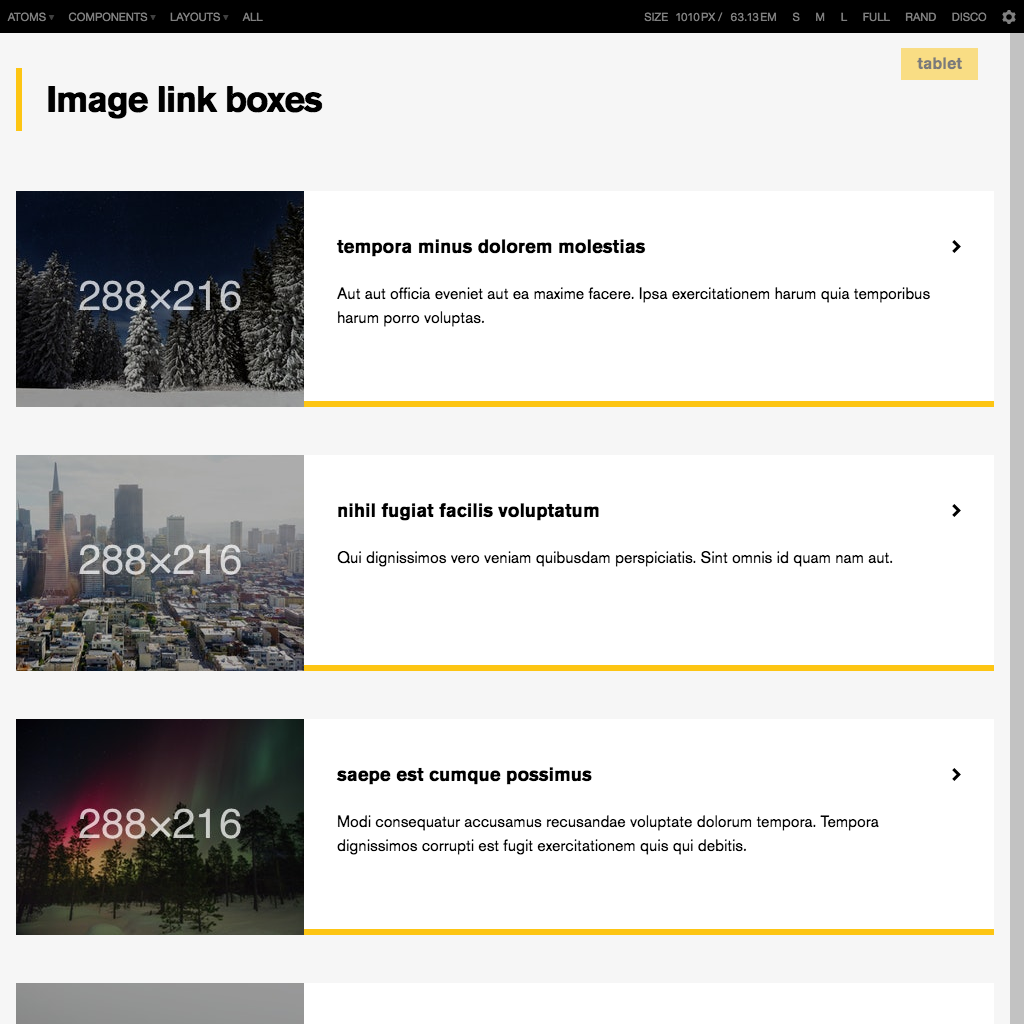 ATOMS ▾ COMPONENTS ▾ LAYOUTS ▾ ALL SIZE 1010PX / 63.13EM S M L FULL RAND DISCO
tablet
Image link boxes
288×216
tempora minus dolorem molestias
Aut aut officia eveniet aut ea maxime facere. Ipsa exercitationem harum quia temporibus
harum porro voluptas.
288×216
nihil fugiat facilis voluptatum
Qui dignissimos vero veniam quibusdam perspiciatis. Sint omnis id quam nam aut.
288×216
saepe est cumque possimus
Modi consequatur accusamus recusandae voluptate dolorum tempora. Tempora
dignissimos corrupti est fugit exercitationem quis qui debitis.